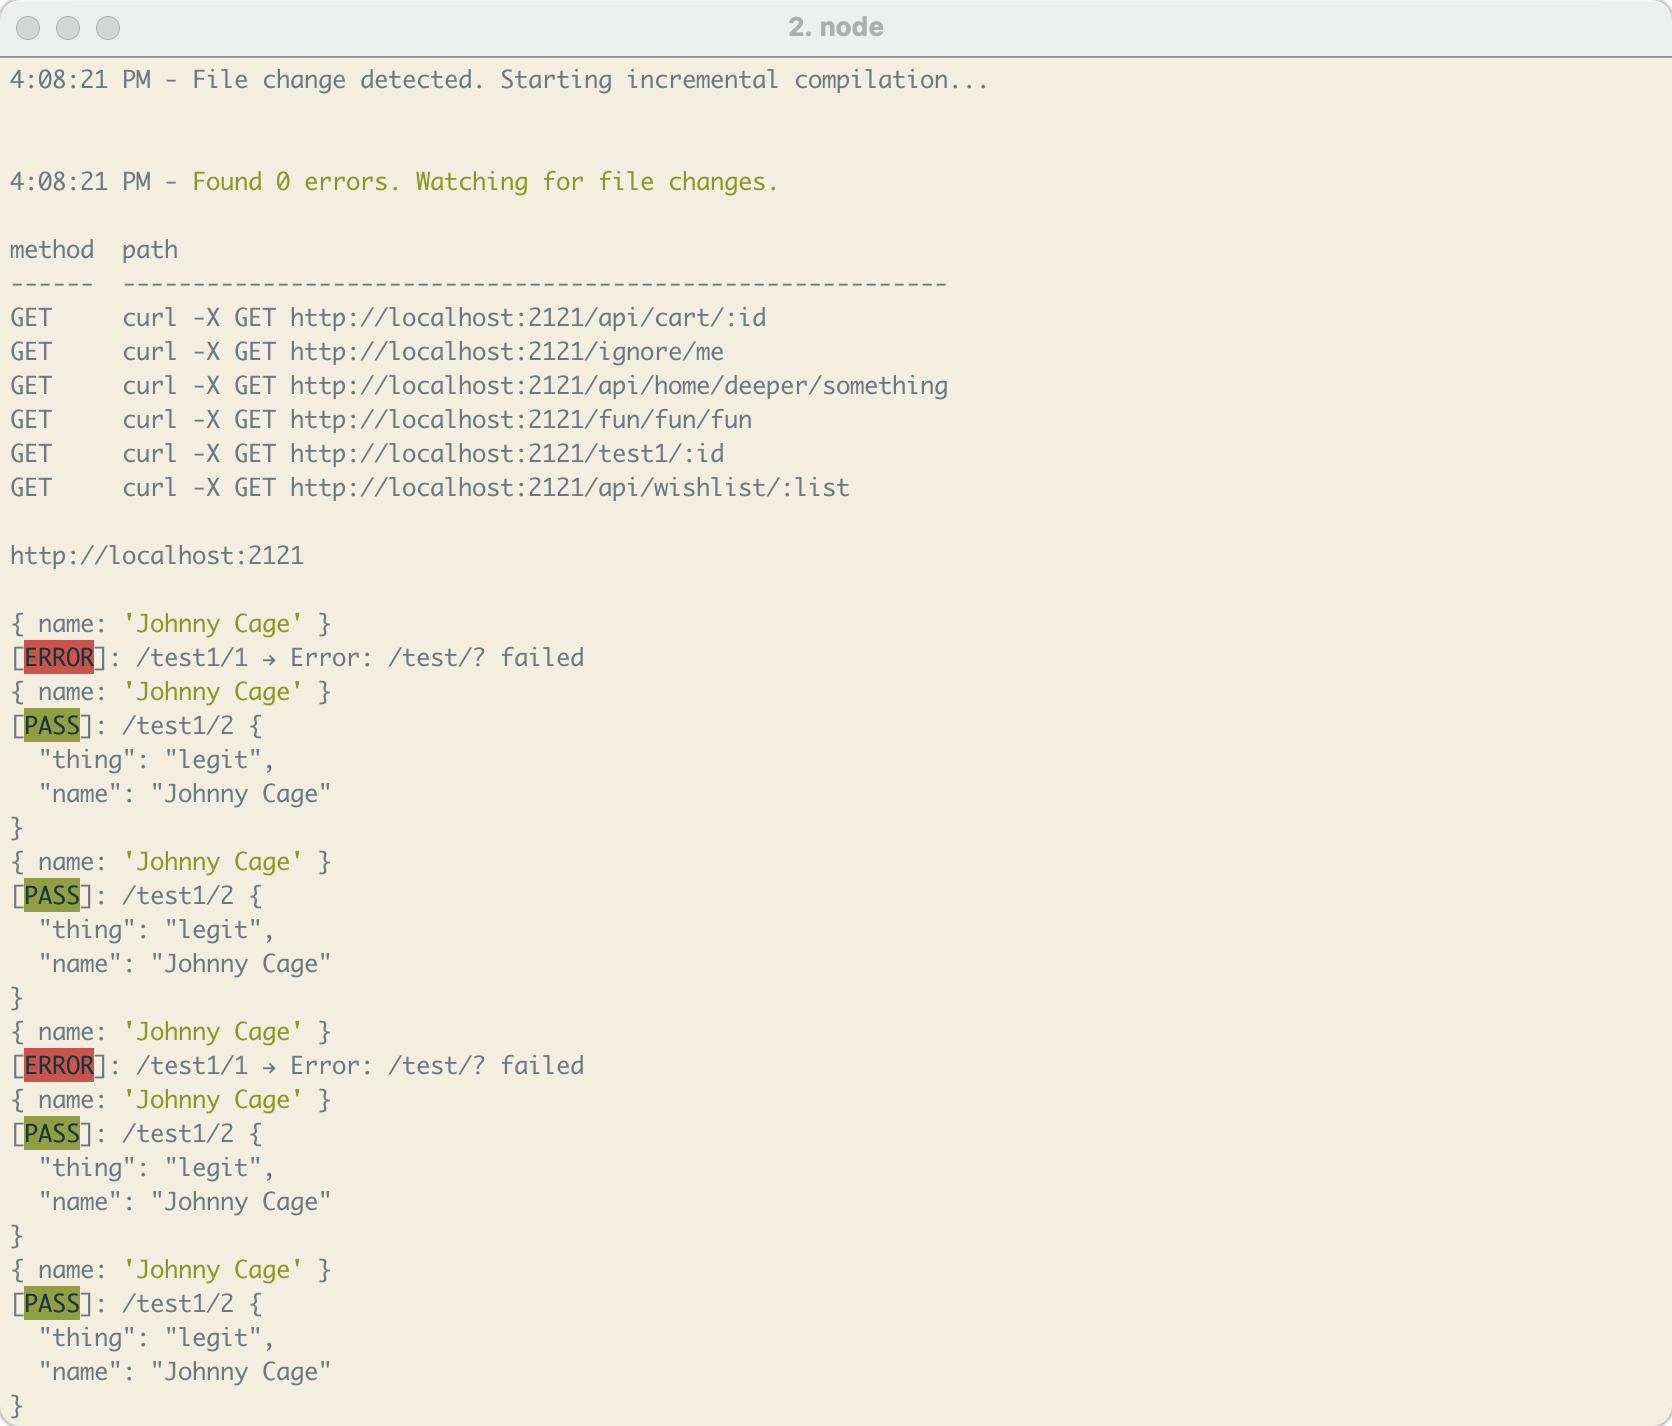 2. node
4:08:21 PM - File change detected. Starting incremental compilation...
4:08:21 PM - Found 0 errors. Watching for file changes.
method  path
------  -----------------------------------------------------------
GET     curl -X GET http://localhost:2121/api/cart/:id
GET     curl -X GET http://localhost:2121/ignore/me
GET     curl -X GET http://localhost:2121/api/home/deeper/something
GET     curl -X GET http://localhost:2121/fun/fun/fun
GET     curl -X GET http://localhost:2121/test1/:id
GET     curl -X GET http://localhost:2121/api/wishlist/:list
http://localhost:2121
{ name: 'Johnny Cage' }
[ERROR]: /test1/1 → Error: /test/? failed
{ name: 'Johnny Cage' }
[PASS]: /test1/2 {
  "thing": "legit",
  "name": "Johnny Cage"
}
{ name: 'Johnny Cage' }
[PASS]: /test1/2 {
  "thing": "legit",
  "name": "Johnny Cage"
}
{ name: 'Johnny Cage' }
[ERROR]: /test1/1 → Error: /test/? failed
{ name: 'Johnny Cage' }
[PASS]: /test1/2 {
  "thing": "legit",
  "name": "Johnny Cage"
}
{ name: 'Johnny Cage' }
[PASS]: /test1/2 {
  "thing": "legit",
  "name": "Johnny Cage"
}